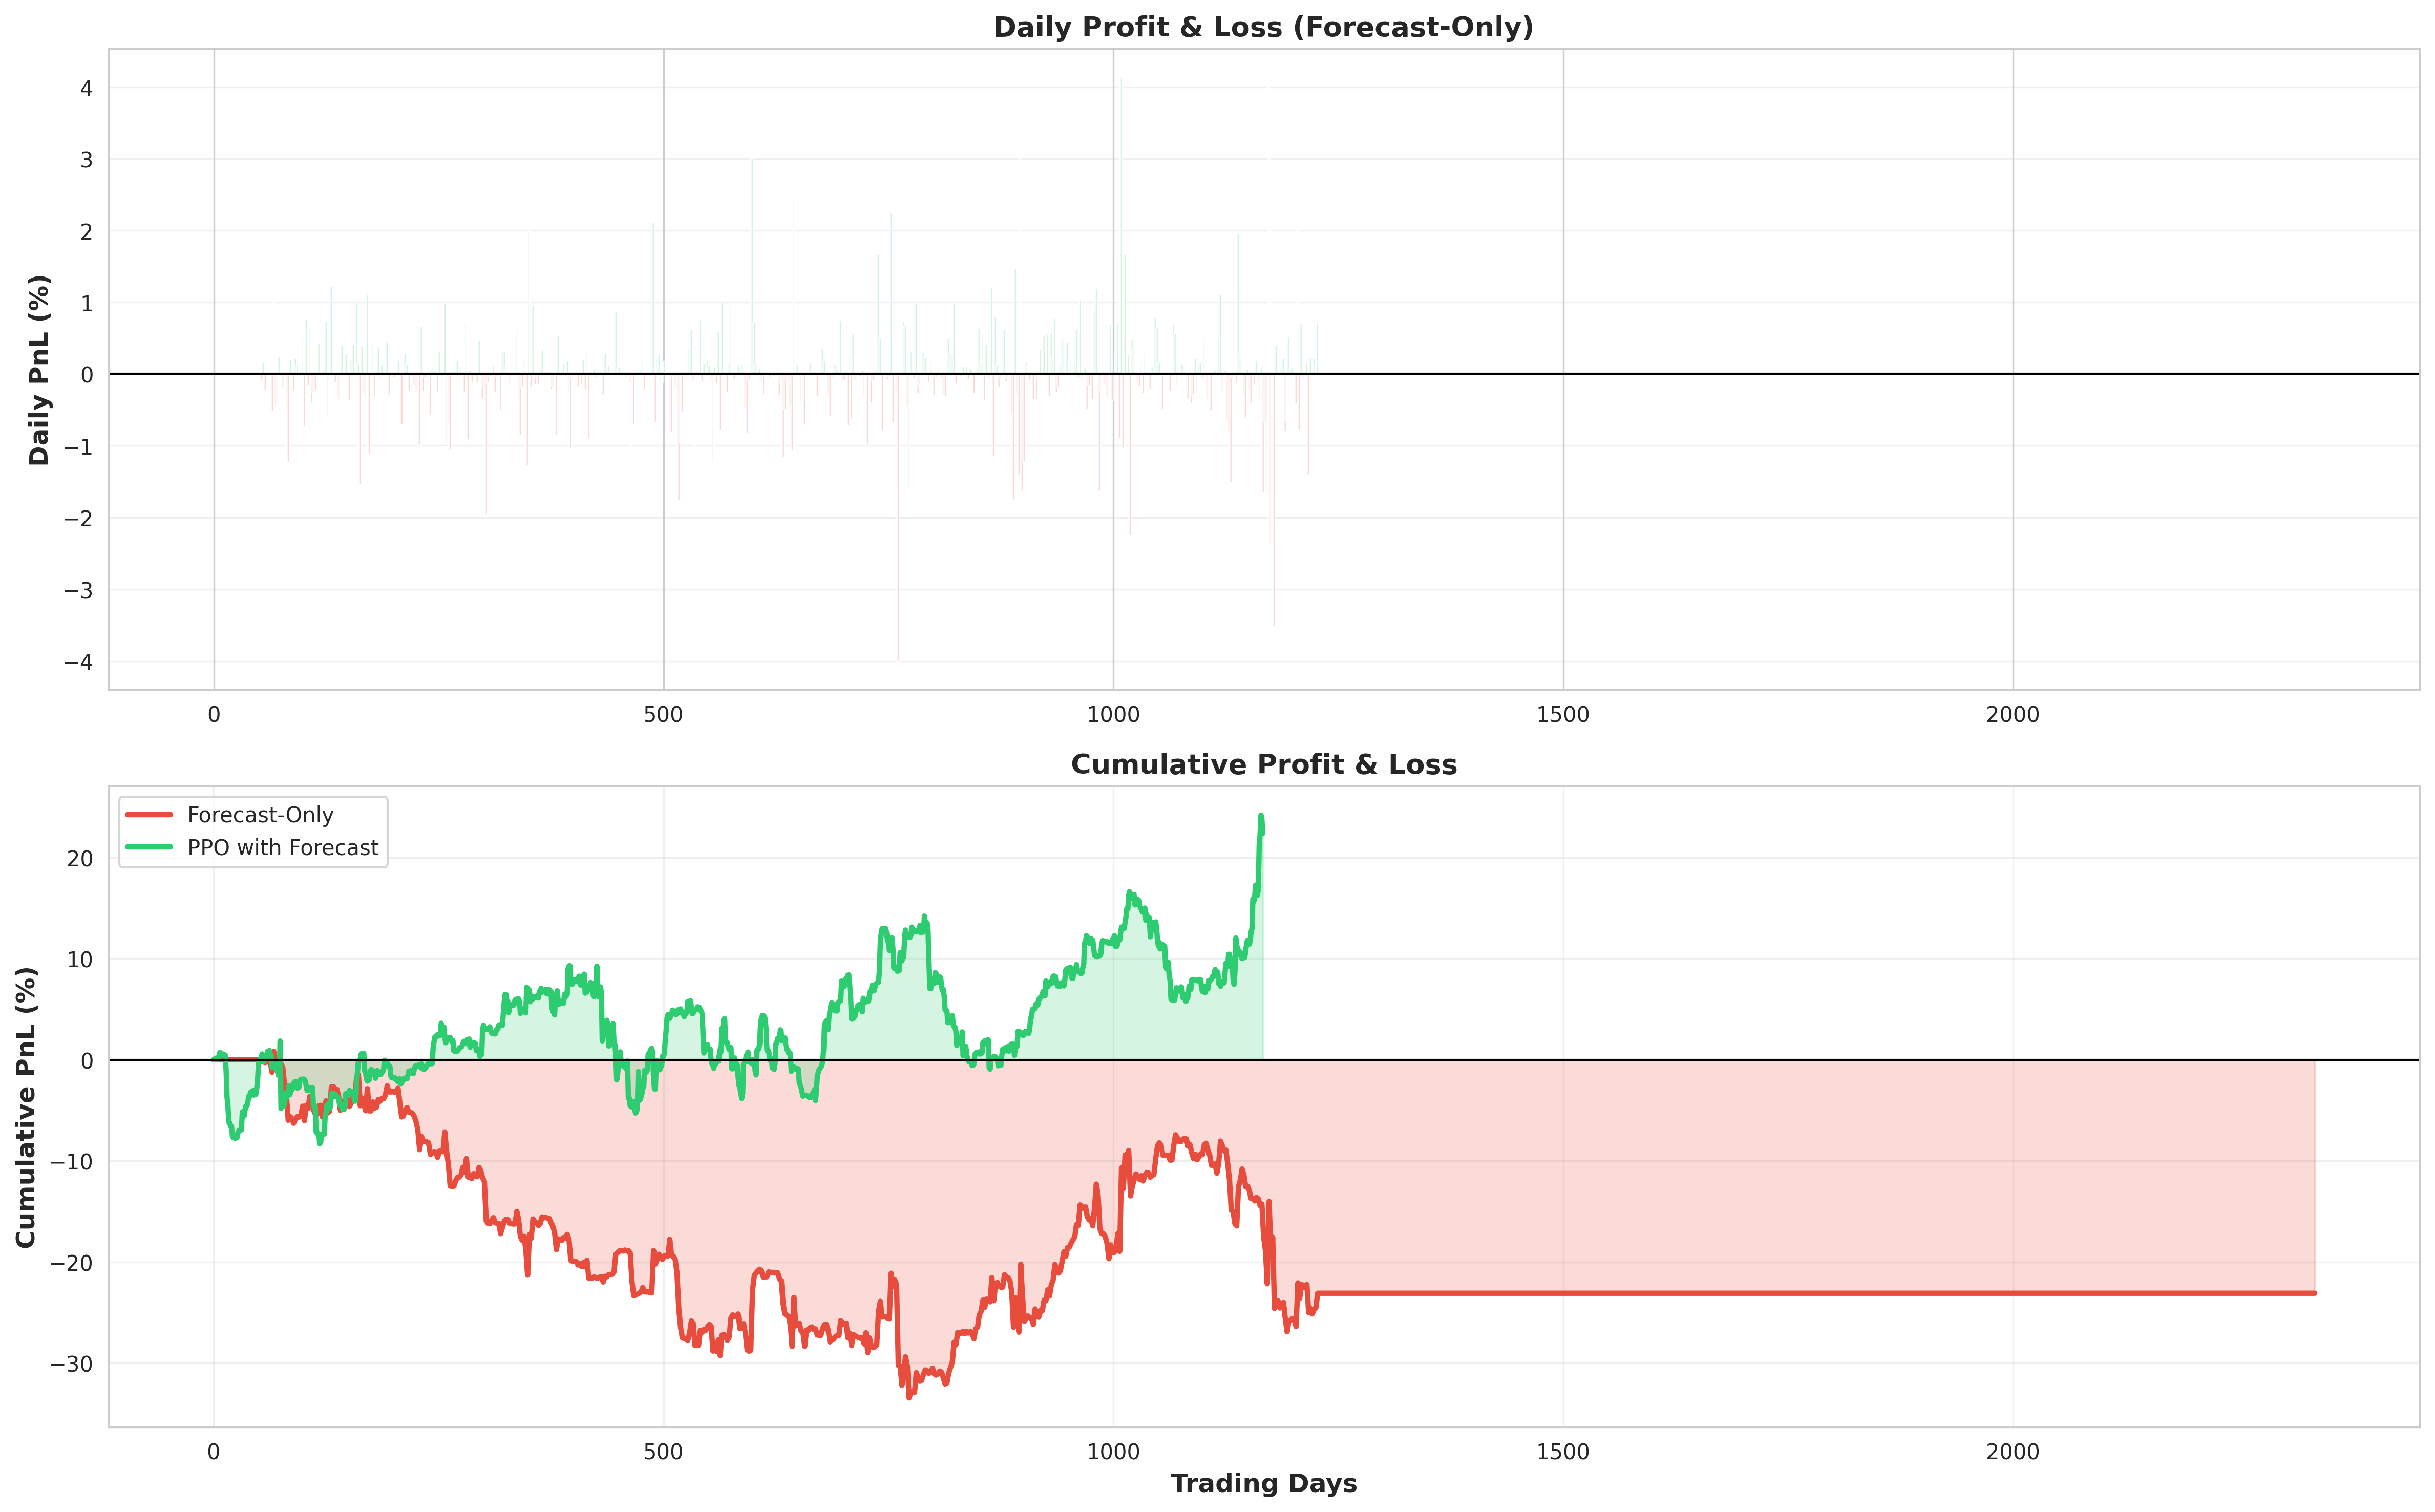 Daily Profit & Loss (Forecast-Only)
Daily PnL (%)
4
3
2
1
0
−1
−2
−3
−4
0 500 1000 1500 2000
Cumulative Profit & Loss
Forecast-Only
PPO with Forecast
Cumulative PnL (%)
20
10
0
−10
−20
−30
0 500 1000 1500 2000
Trading Days